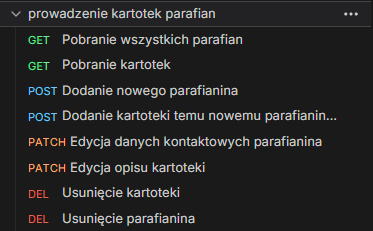 prowadzenie kartotek parafian
GET Pobranie wszystkich parafian
GET Pobranie kartotek
POST Dodanie nowego parafianina
POST Dodanie kartoteki temu nowemu parafianin...
PATCH Edycja danych kontaktowych parafianina
PATCH Edycja opisu kartoteki
DEL Usunięcie kartoteki
DEL Usunięcie parafianina